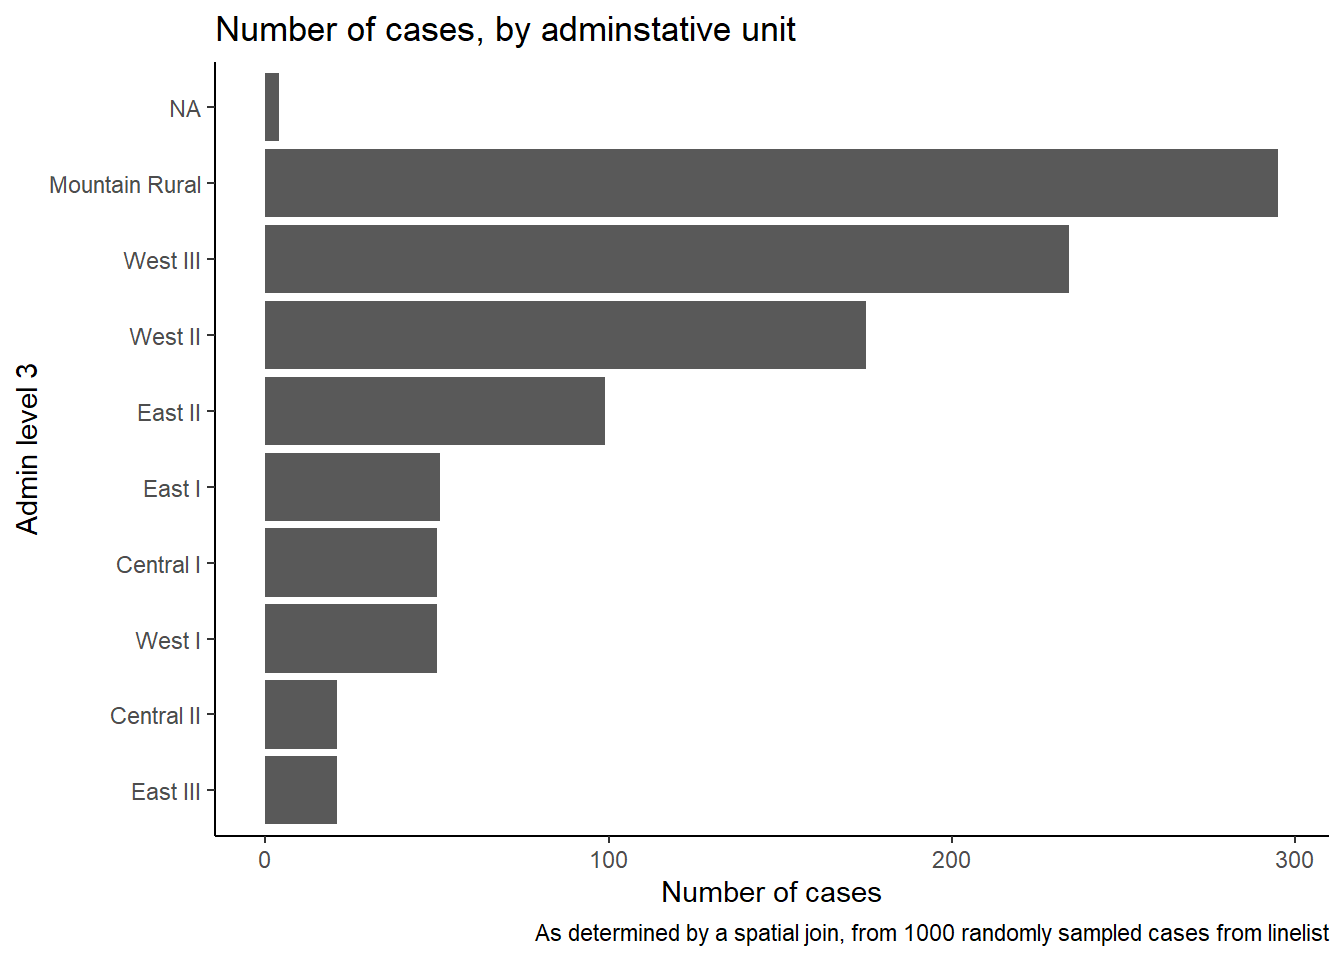 Number of cases, by adminstative unit
NA
Mountain Rural
West III
West II
East II
East I
Central I
West I
Central II
East III
Admin level 3
0 100 200 300
Number of cases
As determined by a spatial join, from 1000 randomly sampled cases from linelist